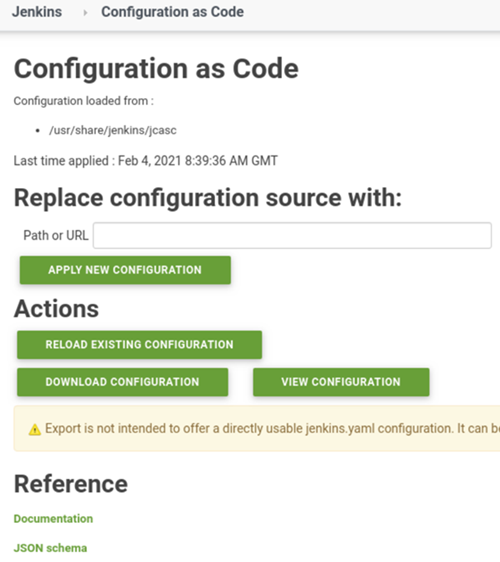 Jenkins › Configuration as Code
Configuration as Code
Configuration loaded from :
• /usr/share/jenkins/jcasc
Last time applied : Feb 4, 2021 8:39:36 AM GMT
Replace configuration source with:
Path or URL
APPLY NEW CONFIGURATION
Actions
RELOAD EXISTING CONFIGURATION
DOWNLOAD CONFIGURATION VIEW CONFIGURATION
Export is not intended to offer a directly usable jenkins.yaml configuration. It can b
Reference
Documentation
JSON schema